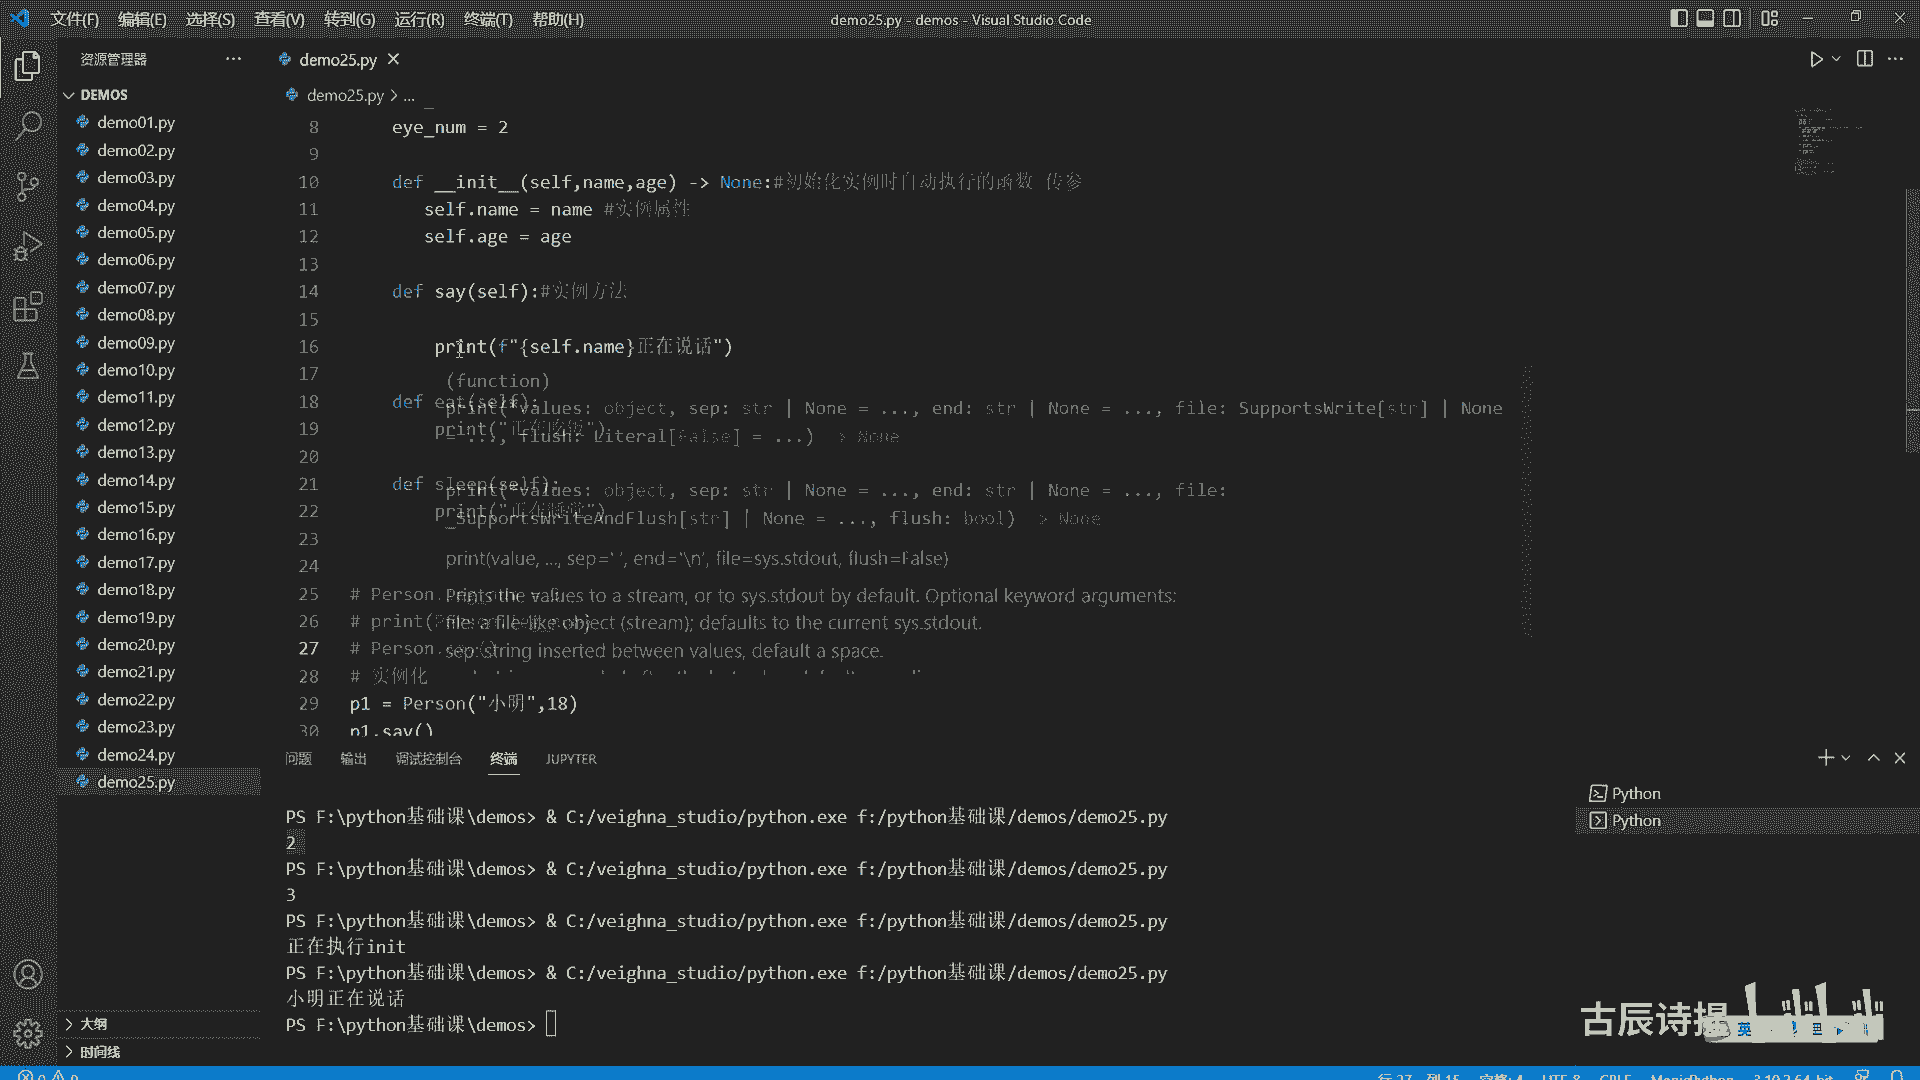 文件(F) 编辑(E) 选择(S) 查看(V) 转到(G) 运行(R) 终端(T) 帮助(H)
demo25.py - demos - Visual Studio Code
资源管理器
DEMOS
demo01.py
demo02.py
demo03.py
demo04.py
demo05.py
demo06.py
demo07.py
demo08.py
demo09.py
demo10.py
demo11.py
demo12.py
demo13.py
demo14.py
demo15.py
demo16.py
demo17.py
demo18.py
demo19.py
demo20.py
demo21.py
demo22.py
demo23.py
demo24.py
demo25.py
大纲
时间线
demo25.py
demo25.py > ...
8 eye_num = 2
9
10 def __init__(self,name,age) -> None:#初始化实例时自动执行的函数 传参
11 self.name = name #实例属性
12 self.age = age
13
14 def say(self):#实例方法
15
16 print(f"{self.name}正在说话")
17
18 def eat(self):
19 print("正在吃饭")
20
21 def sleep(self):
22 print("正在睡觉")
23
24
25 # Person.
26 # print(
27 # Person.
28 # 实例化
29 p1 = Person("小明",18)
30 p1.say()
(function)
print(*values: object, sep: str | None = ..., end: str | None = ..., file: SupportsWrite[str] | None
= ..., flush: Literal[False] = ...) -> None
print(*values: object, sep: str | None = ..., end: str | None = ..., file:
_SupportsWriteAndFlush[str] | None = ..., flush: bool) -> None
print(value, ..., sep=' ', end='\n', file=sys.stdout, flush=False)
Prints the values to a stream, or to sys.stdout by default. Optional keyword arguments:
file: a file-like object (stream); defaults to the current sys.stdout.
sep: string inserted between values, default a space.
问题 输出 调试控制台 终端 JUPYTER
PS F:\python基础课\demos> & C:/veighna_studio/python.exe f:/python基础课/demos/demo25.py
2
PS F:\python基础课\demos> & C:/veighna_studio/python.exe f:/python基础课/demos/demo25.py
3
PS F:\python基础课\demos> & C:/veighna_studio/python.exe f:/python基础课/demos/demo25.py
正在执行init
PS F:\python基础课\demos> & C:/veighna_studio/python.exe f:/python基础课/demos/demo25.py
小明正在说话
PS F:\python基础课\demos>
Python
Python
古辰诗提
英